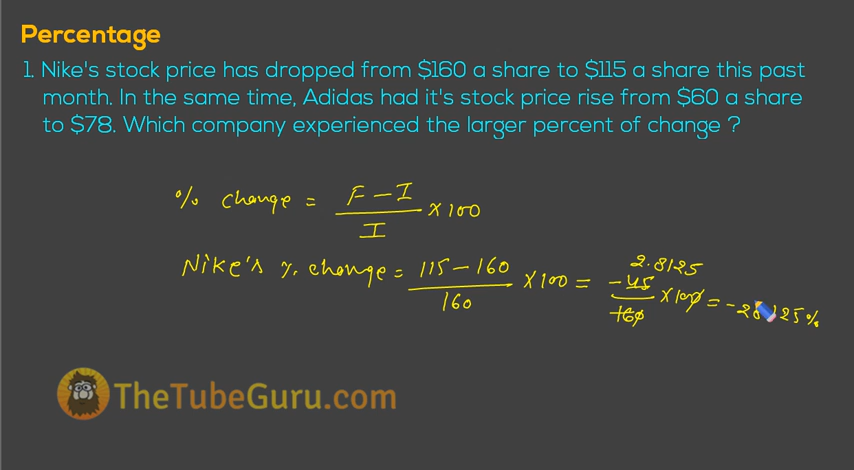 Percentage
1. Nike's stock price has dropped from $160 a share to $115 a share this past
month. In the same time, Adidas had it's stock price rise from $60 a share
to $78. Which company experienced the larger percent of change ?
% change = F - I / I × 100
Nike's % change = 115 - 160 / 160 × 100 = - 45 / 160 × 100 = - 25%
2.8125
TheTubeGuru.com